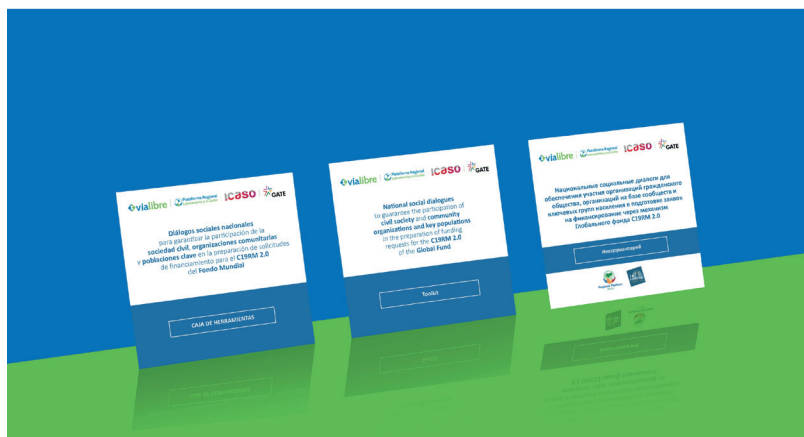 vialibre
Plataforma Regional
ICASO
GATE
Diálogos sociales nacionales
para garantizar la participación de la
sociedad civil, organizaciones comunitarias
y poblaciones clave en la preparación de solicitudes
de financiamiento para el C19RM 2.0
del Fondo Mundial
CAJA DE HERRAMIENTAS
vialibre
Plataforma Regional
ICASO
GATE
National social dialogues
to guarantee the participation of
civil society and community
organizations and key populations
in the preparation of funding
requests for the C19RM 2.0
of the Global Fund
Toolkit
vialibre
Plataforma Regional
ICASO
GATE
Национальные социальные диалоги для
обеспечения участия организаций гражданского
общества, организаций на базе сообществ и
ключевых групп населения в подготовке заявок
на финансирование через механизм
Глобального фонда C19RM 2.0
Инструментарий
Regional Platform